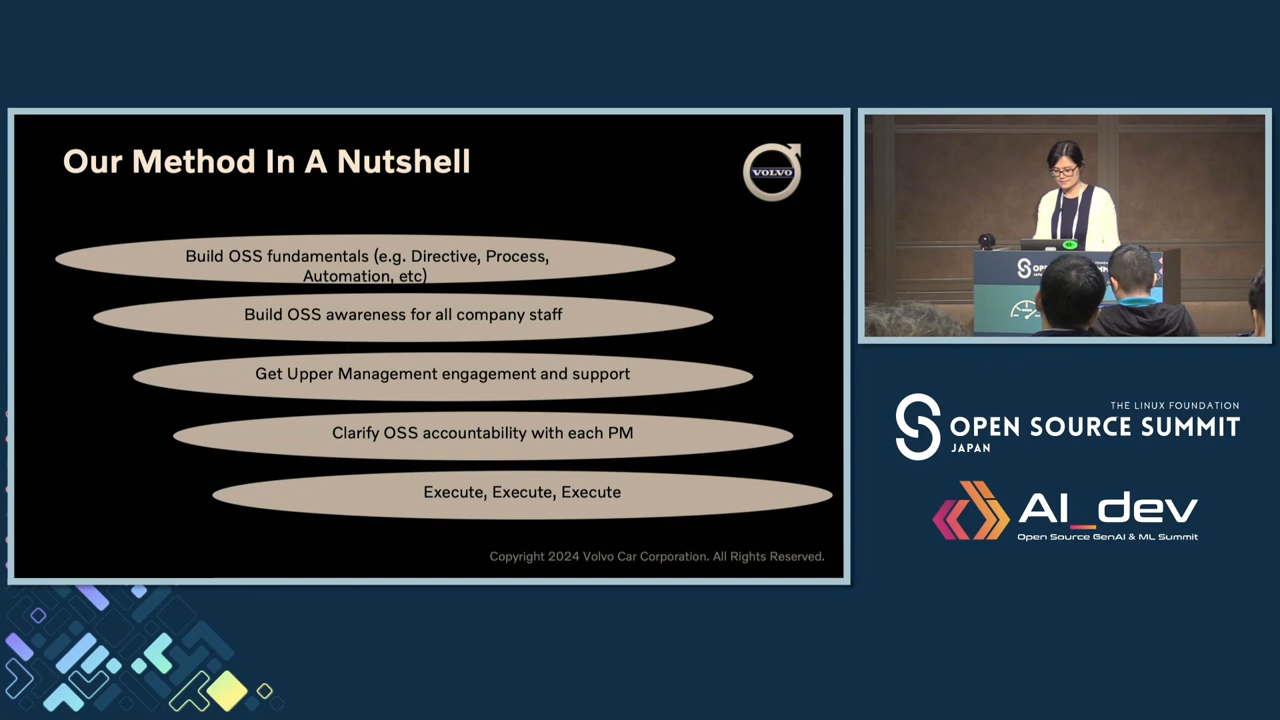 Our Method In A Nutshell
VOLVO
Build OSS fundamentals (e.g. Directive, Process,
Automation, etc)
Build OSS awareness for all company staff
Get Upper Management engagement and support
Clarify OSS accountability with each PM
Execute, Execute, Execute
Copyright 2024 Volvo Car Corporation. All Rights Reserved.
THE LINUX FOUNDATION
OPEN SOURCE SUMMIT
JAPAN
AI_dev
Open Source GenAI & ML Summit